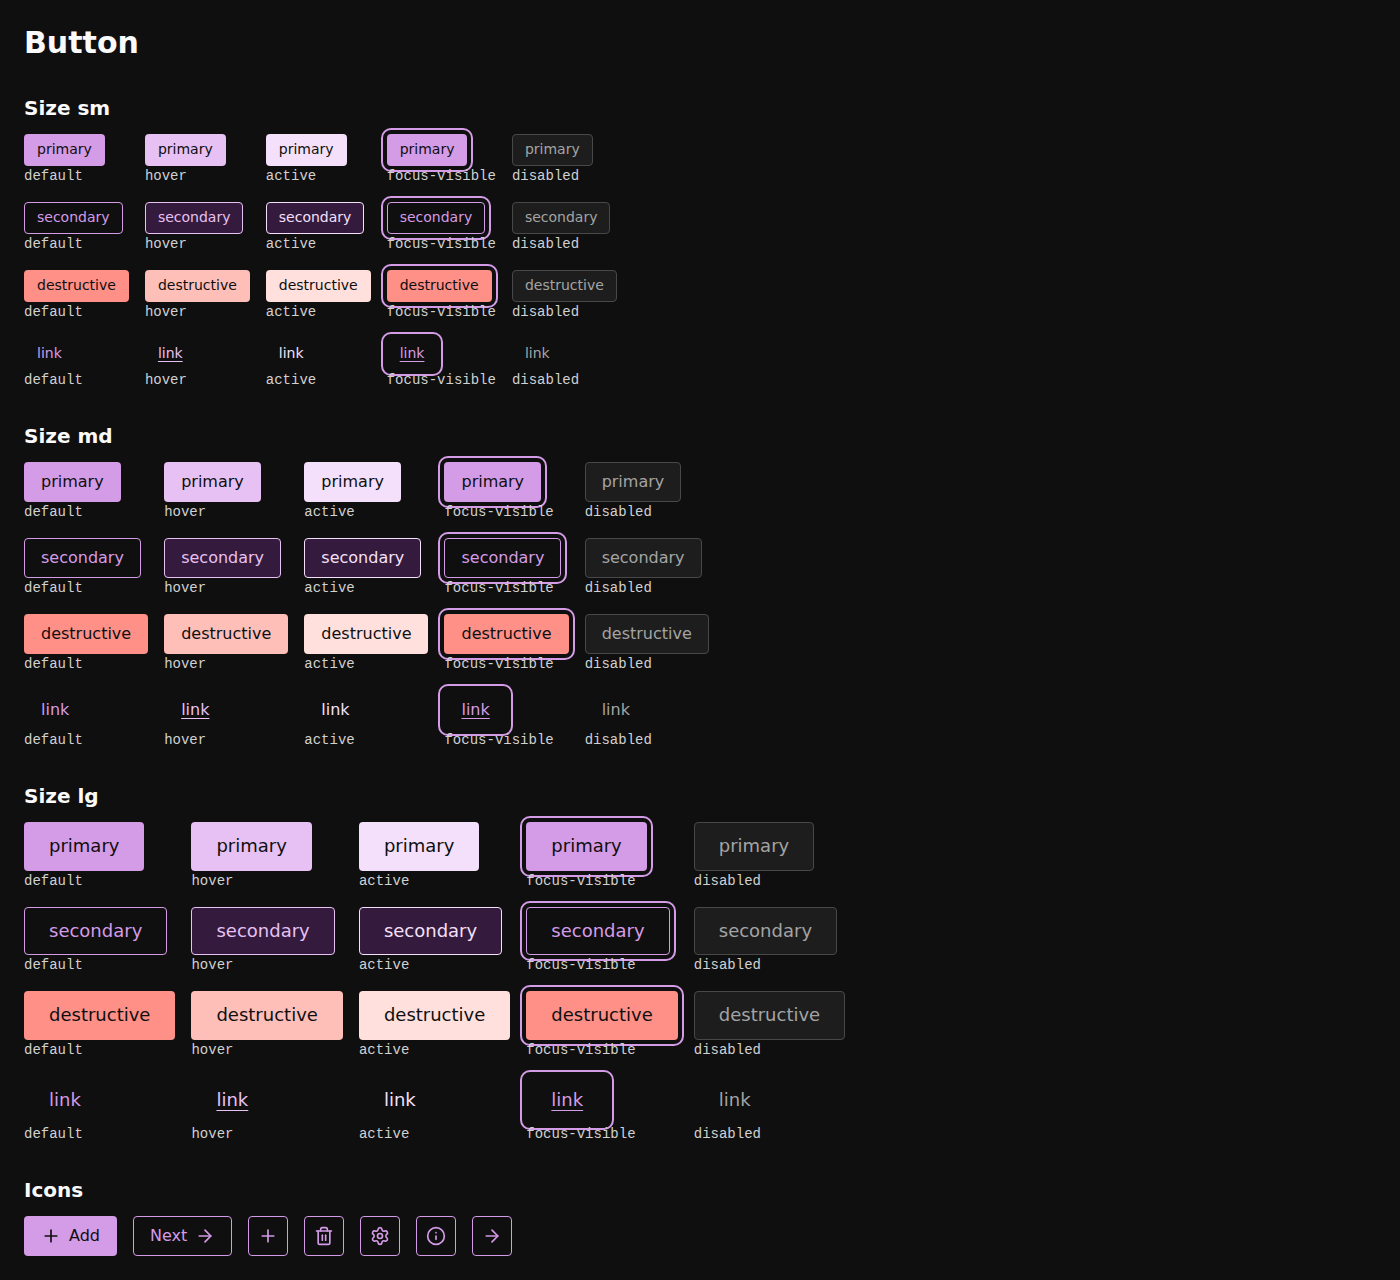 Button
Size sm
primary primary primary primary primary
default hover active focus-visible disabled
secondary secondary secondary secondary secondary
default hover active focus-visible disabled
destructive destructive destructive destructive destructive
default hover active focus-visible disabled
link link link link link
default hover active focus-visible disabled
Size md
primary primary primary primary primary
default hover active focus-visible disabled
secondary secondary secondary secondary secondary
default hover active focus-visible disabled
destructive destructive destructive destructive destructive
default hover active focus-visible disabled
link link link link link
default hover active focus-visible disabled
Size lg
primary primary primary primary primary
default hover active focus-visible disabled
secondary secondary secondary secondary secondary
default hover active focus-visible disabled
destructive destructive destructive destructive destructive
default hover active focus-visible disabled
link link link link link
default hover active focus-visible disabled
Icons
Add Next